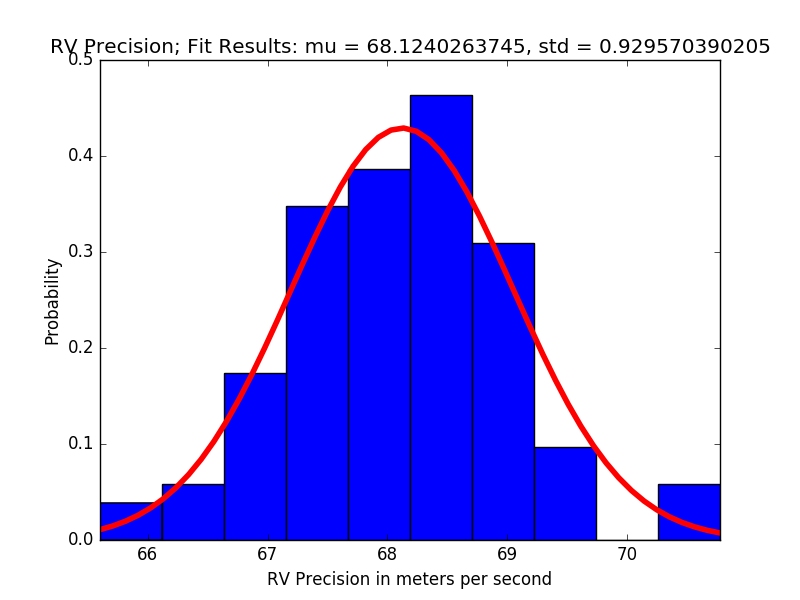 RV Precision; Fit Results: mu = 68.1240263745, std = 0.929570390205
0.5
0.4
0.3
0.2
0.1
0.0
Probability
66 67 68 69 70
RV Precision in meters per second